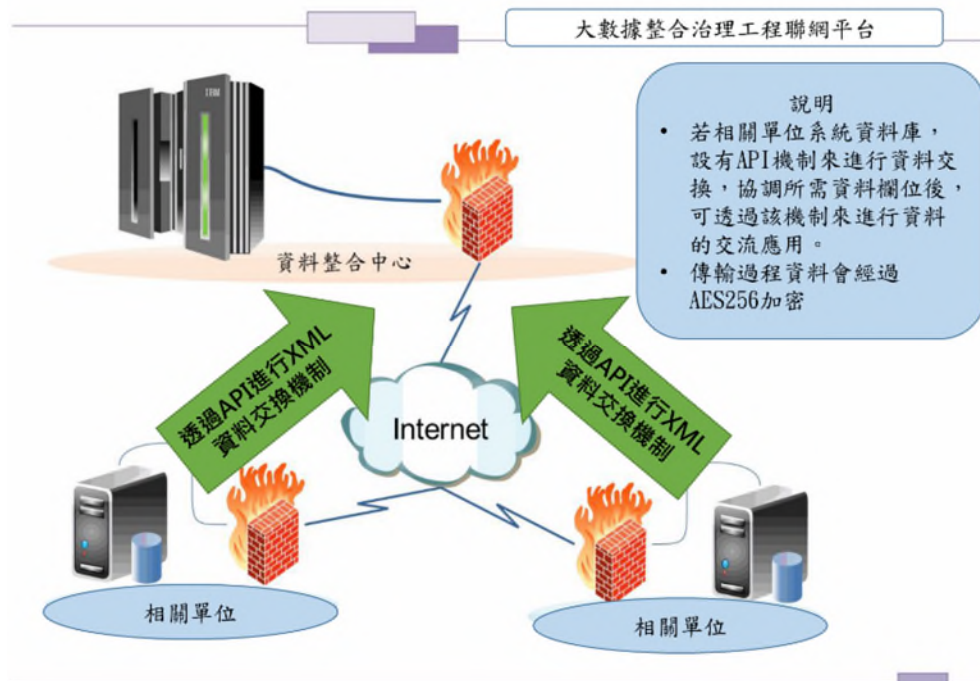 大數據整合治理工程聯網平台
說明
• 若相關單位系統資料庫，
設有API機制來進行資料交
換，協調所需資料欄位後，
可透過該機制來進行資料
的交流應用。
• 傳輸過程資料會經過
AES256加密
IBM
資料整合中心
透過API進行XML
資料交換機制
透過API進行XML
資料交換機制
Internet
相關單位
相關單位